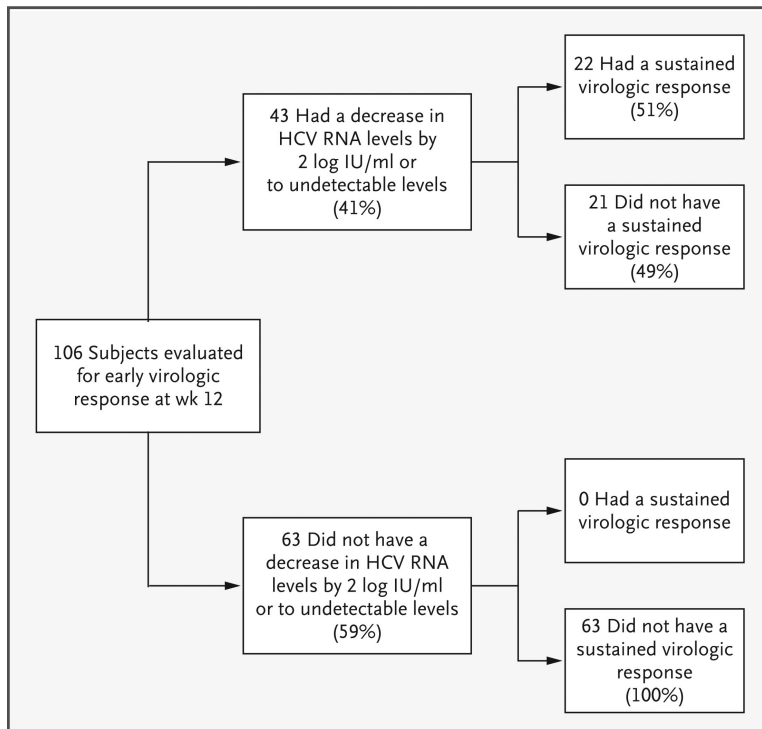 106 Subjects evaluated
for early virologic
response at wk 12
43 Had a decrease in
HCV RNA levels by
2 log IU/ml or
to undetectable levels
(41%)
22 Had a sustained
virologic response
(51%)
21 Did not have
a sustained
virologic response
(49%)
63 Did not have a
decrease in HCV RNA
levels by 2 log IU/ml
or to undetectable levels
(59%)
0 Had a sustained
virologic response
63 Did not have a
sustained virologic
response
(100%)